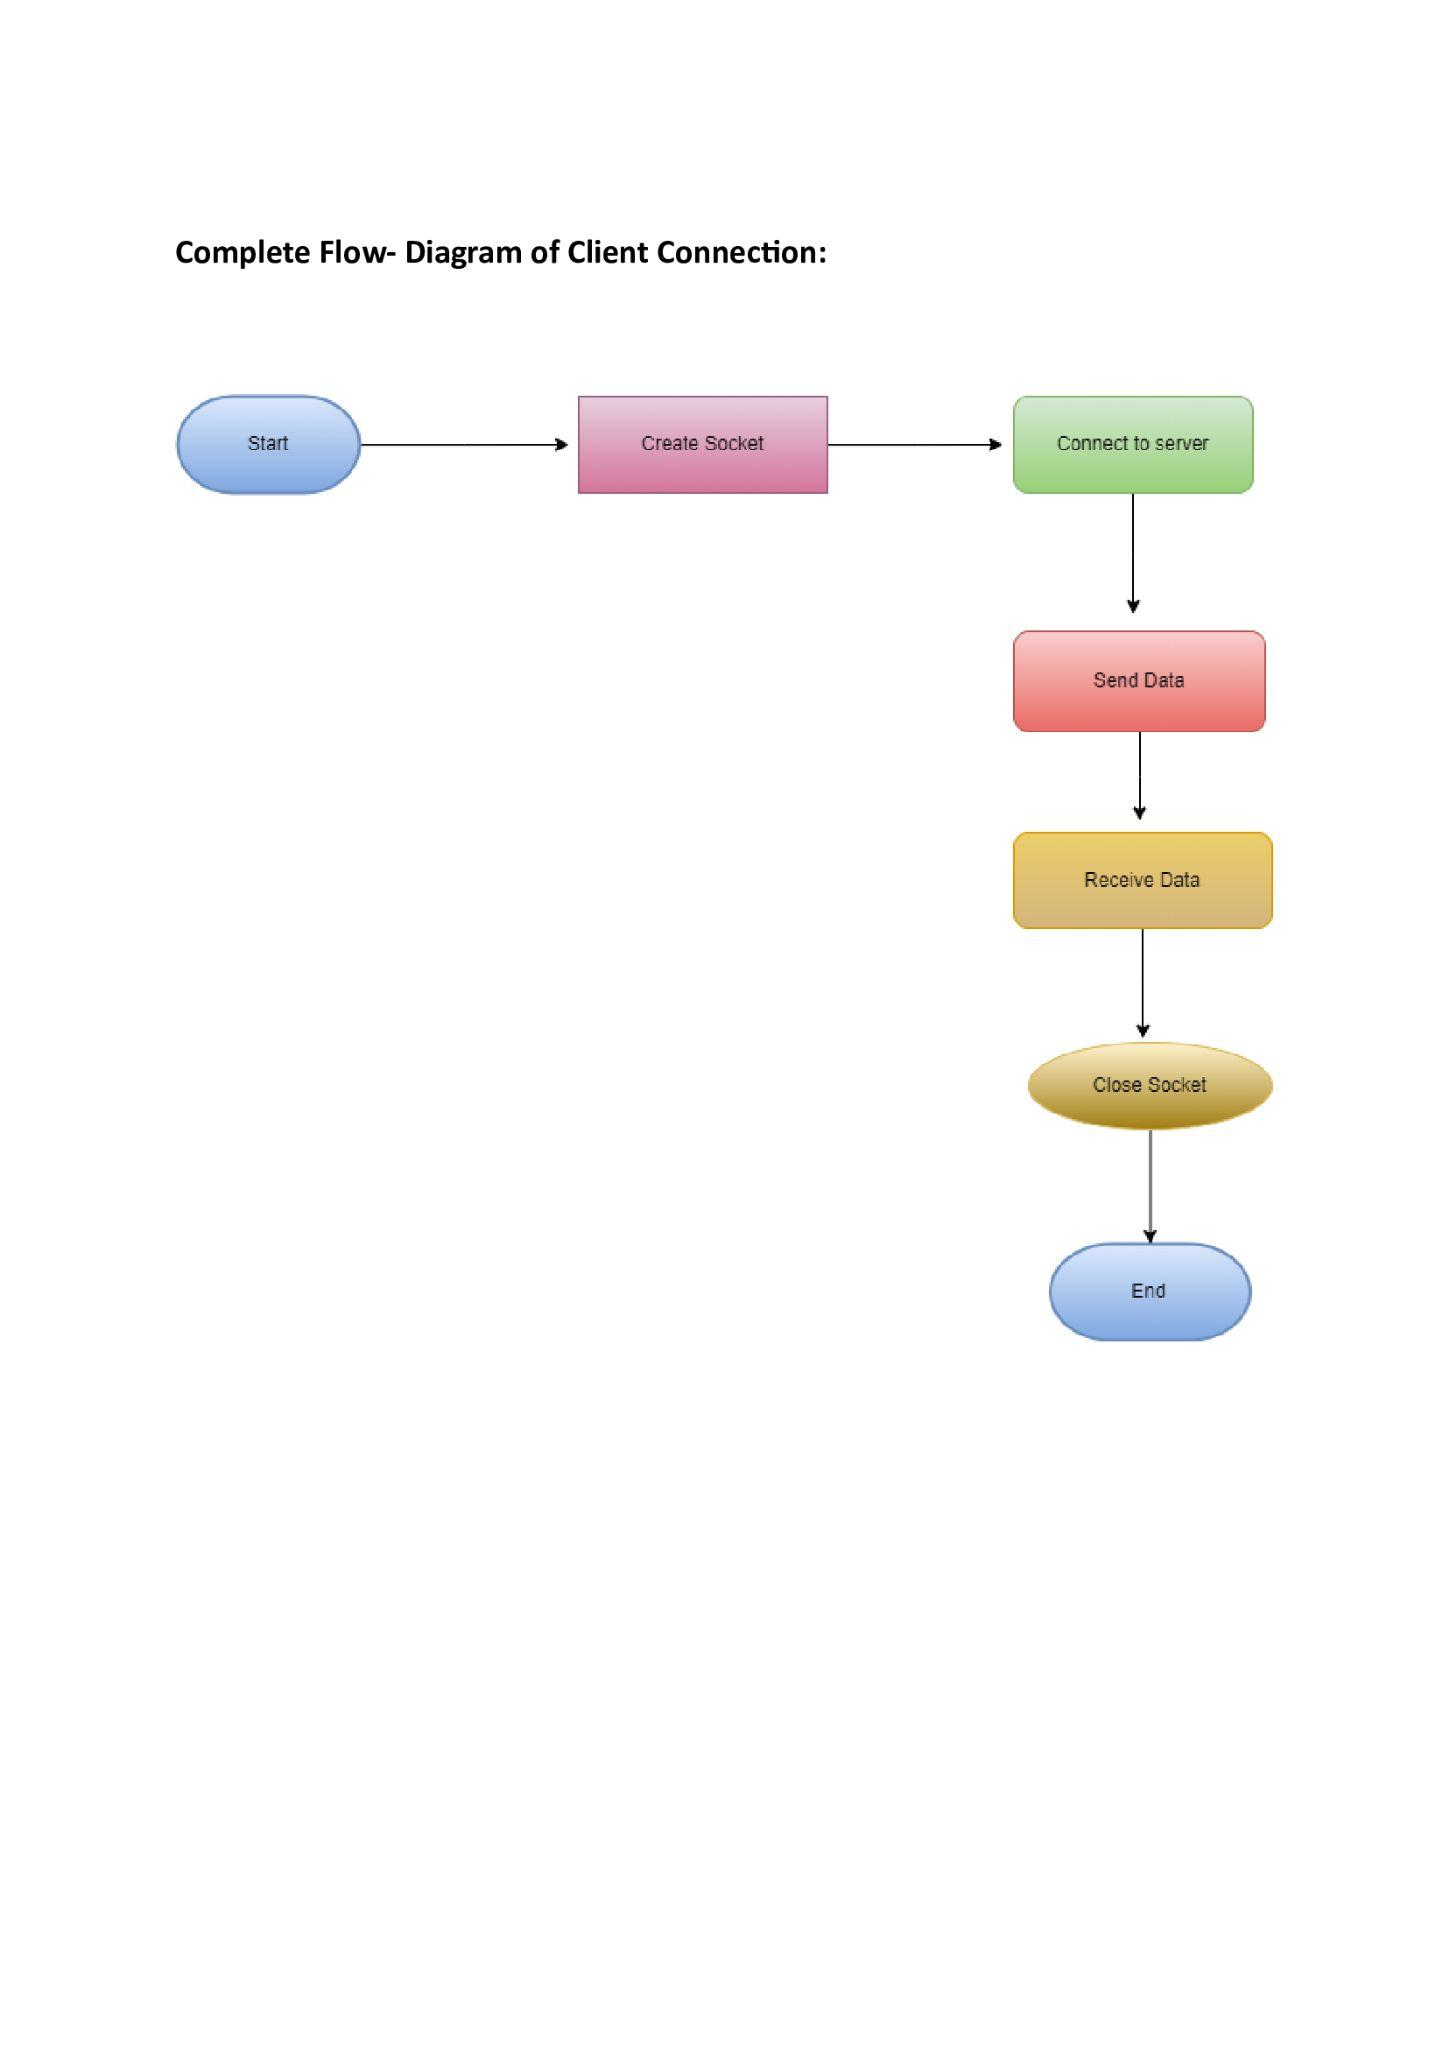 Complete Flow- Diagram of Client Connection:
Start
Create Socket
Connect to server
Send Data
Receive Data
Close Socket
End